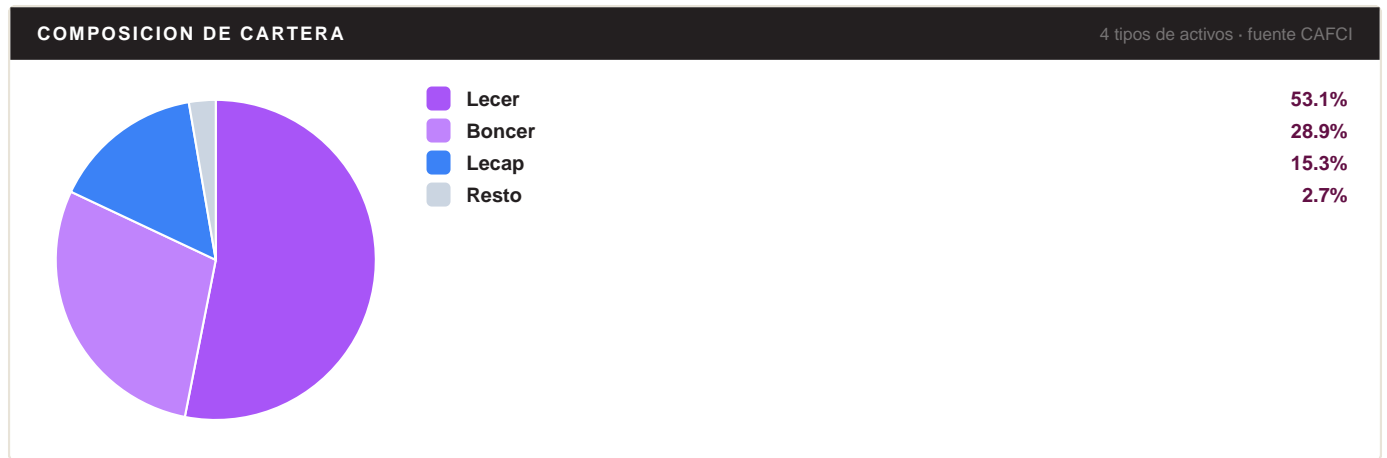 COMPOSICION DE CARTERA 4 tipos de activos · fuente CAFCI
Lecer 53.1%
Boncer 28.9%
Lecap 15.3%
Resto 2.7%